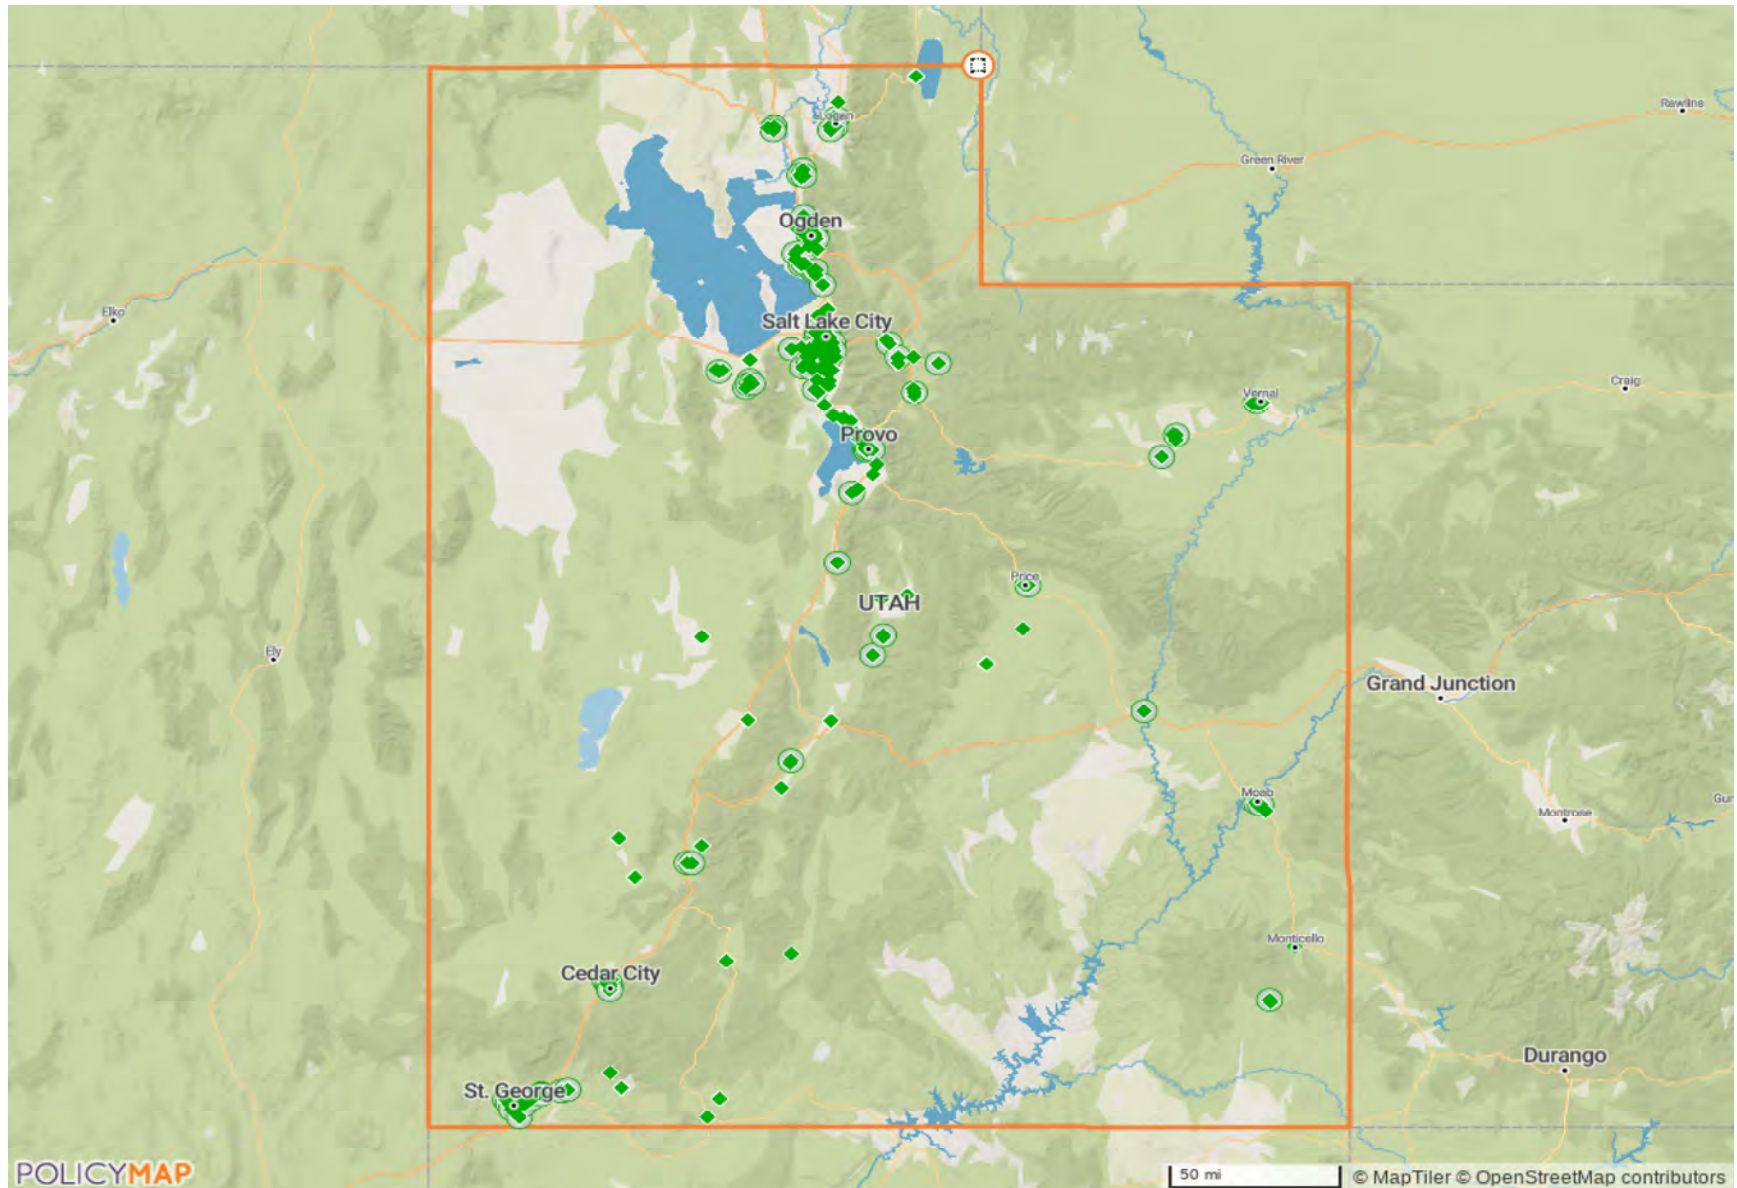 Rawlins
Logan
Green River
Ogden
Elko
Salt Lake City
Craig
Vernal
Provo
Price
UTAH
Ely
Grand Junction
Moab
Montrose
Gun
Monticello
Cedar City
Durango
St. George
POLICYMAP
50 mi
© MapTiler © OpenStreetMap contributors